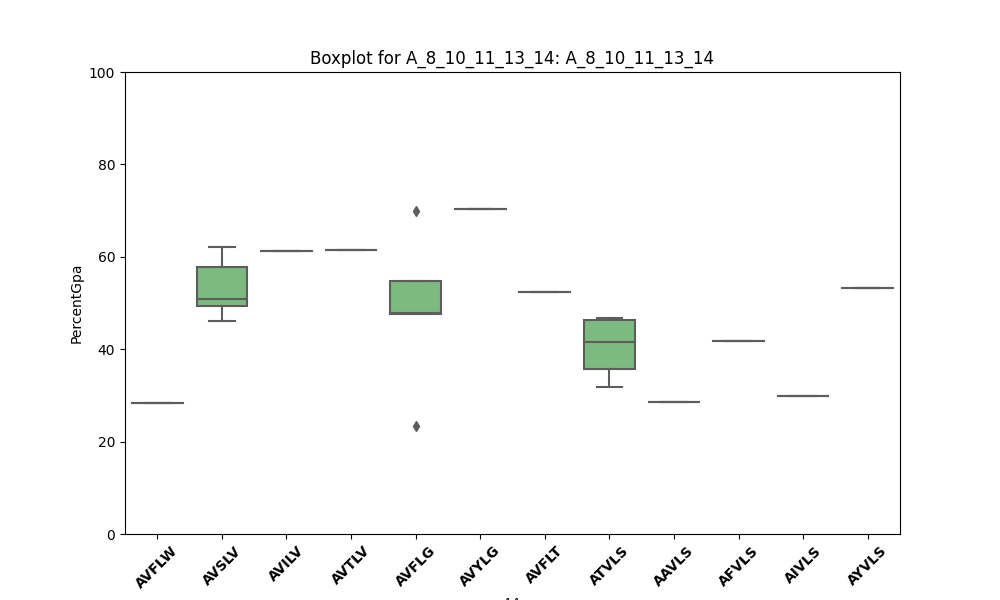 Boxplot for A_8_10_11_13_14: A_8_10_11_13_14
100
80
60
40
20
0
PercentGpa
AVFLW
AVSLV
AVILV
AVTLV
AVFLG
AVYLG
AVFLT
ATVLS
AAVLS
AFVLS
AIVLS
AYVLS